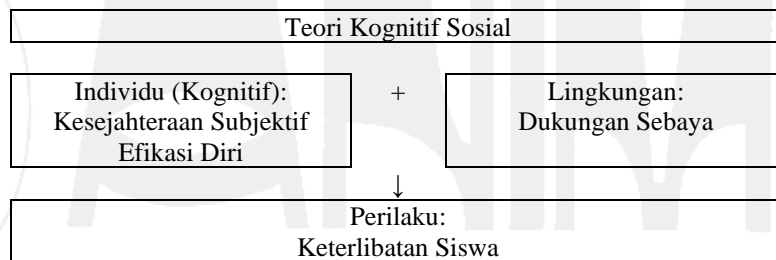 Teori Kognitif Sosial
Individu (Kognitif):
Kesejahteraan Subjektif
Efikasi Diri
+
Lingkungan:
Dukungan Sebaya
↓
Perilaku:
Keterlibatan Siswa